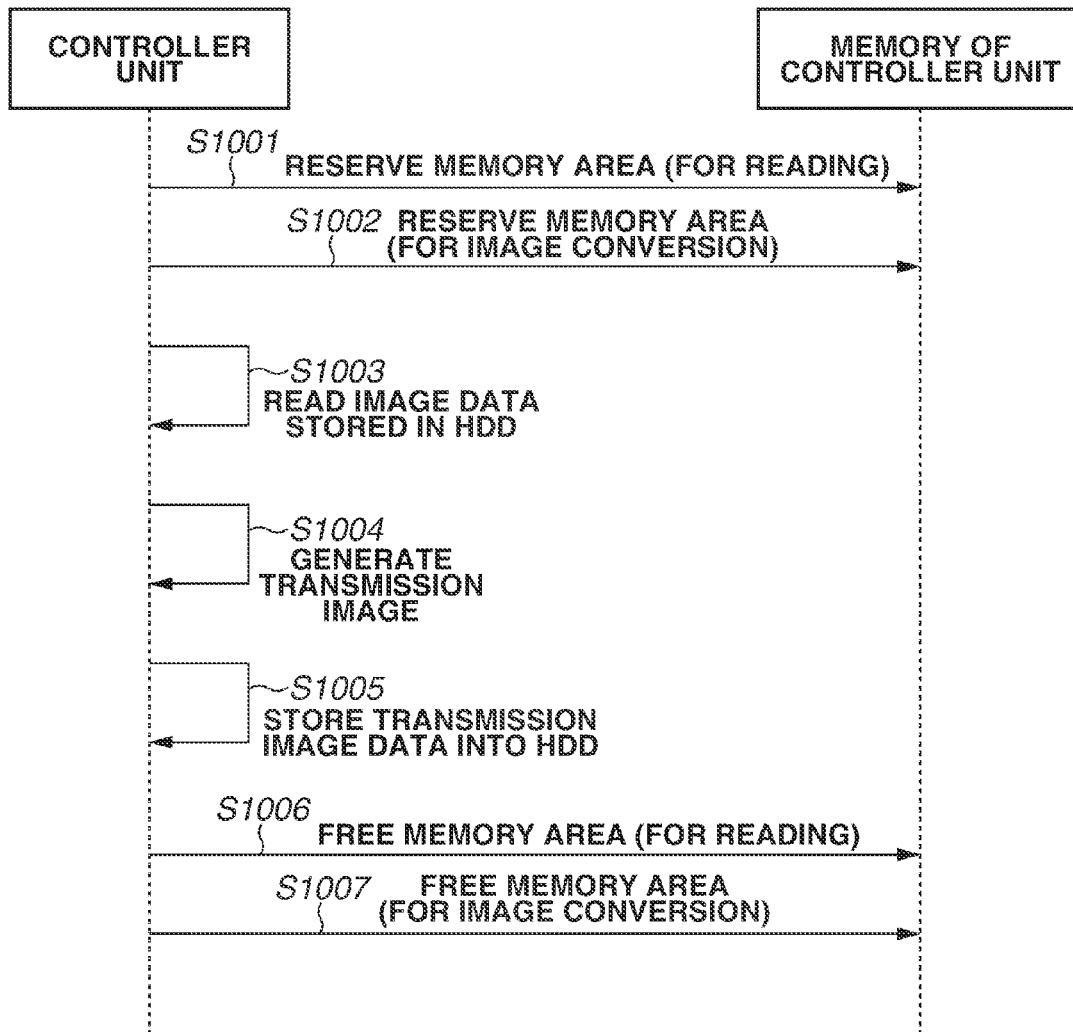 CONTROLLER
UNIT
MEMORY OF
CONTROLLER UNIT
S1001
RESERVE MEMORY AREA (FOR READING)
S1002
RESERVE MEMORY AREA
(FOR IMAGE CONVERSION)
S1003
READ IMAGE DATA
STORED IN HDD
S1004
GENERATE
TRANSMISSION
IMAGE
S1005
STORE TRANSMISSION
IMAGE DATA INTO HDD
S1006
FREE MEMORY AREA (FOR READING)
S1007
FREE MEMORY AREA
(FOR IMAGE CONVERSION)